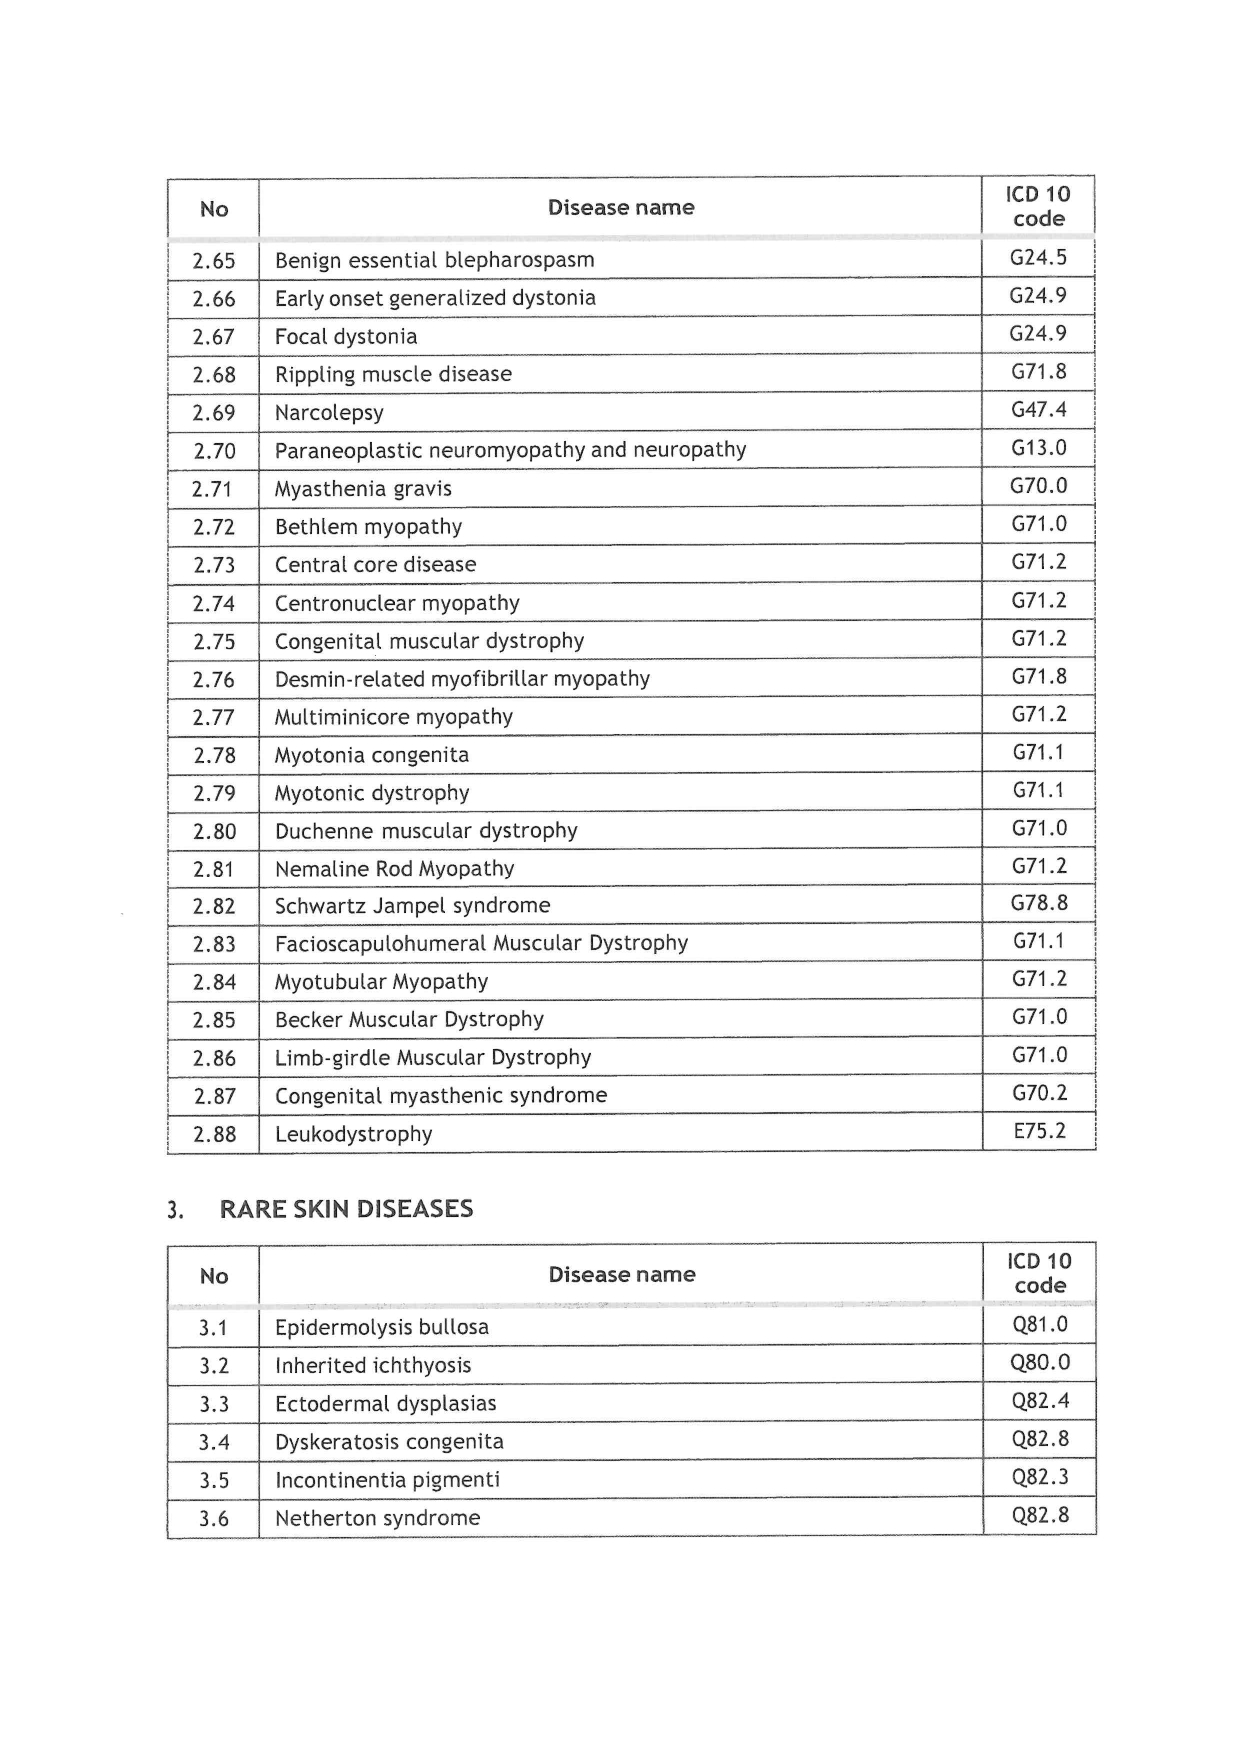 No Disease name ICD 10 code
2.65 Benign essential blepharospasm G24.5
2.66 Early onset generalized dystonia G24.9
2.67 Focal dystonia G24.9
2.68 Rippling muscle disease G71.8
2.69 Narcolepsy G47.4
2.70 Paraneoplastic neuromyopathy and neuropathy G13.0
2.71 Myasthenia gravis G70.0
2.72 Bethlem myopathy G71.0
2.73 Central core disease G71.2
2.74 Centronuclear myopathy G71.2
2.75 Congenital muscular dystrophy G71.2
2.76 Desmin-related myofibrillar myopathy G71.8
2.77 Multiminicore myopathy G71.2
2.78 Myotonia congenita G71.1
2.79 Myotonic dystrophy G71.1
2.80 Duchenne muscular dystrophy G71.0
2.81 Nemaline Rod Myopathy G71.2
2.82 Schwartz Jampel syndrome G78.8
2.83 Facioscapulohumeral Muscular Dystrophy G71.1
2.84 Myotubular Myopathy G71.2
2.85 Becker Muscular Dystrophy G71.0
2.86 Limb-girdle Muscular Dystrophy G71.0
2.87 Congenital myasthenic syndrome G70.2
2.88 Leukodystrophy E75.2
3. RARE SKIN DISEASES
No Disease name ICD 10 code
3.1 Epidermolysis bullosa Q81.0
3.2 Inherited ichthyosis Q80.0
3.3 Ectodermal dysplasias Q82.4
3.4 Dyskeratosis congenita Q82.8
3.5 Incontinentia pigmenti Q82.3
3.6 Netherton syndrome Q82.8